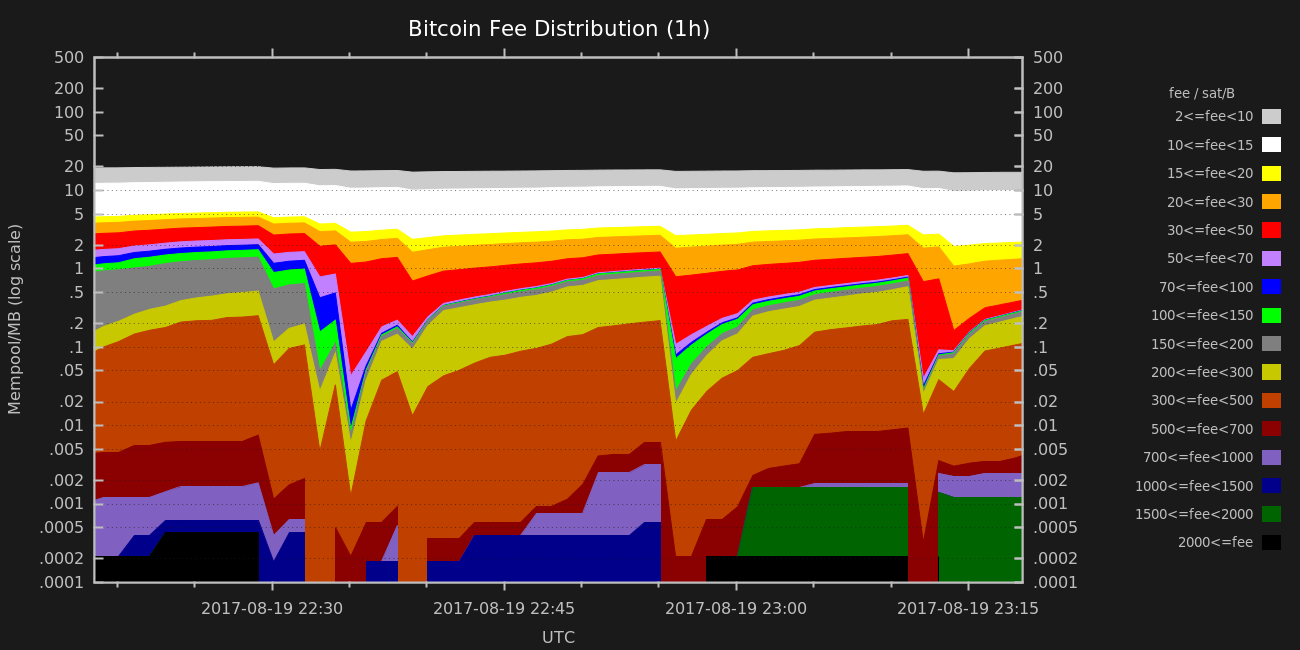 Bitcoin Fee Distribution (1h)
500
200
100
50
20
10
5
2
1
.5
.2
.1
.05
.02
.01
.005
.002
.001
.0005
.0002
.0001
Mempool/MB (log scale)
500
200
100
50
20
10
5
2
1
.5
.2
.1
.05
.02
.01
.005
.002
.001
.0005
.0002
.0001
2017-08-19 22:30
2017-08-19 22:45
2017-08-19 23:00
2017-08-19 23:15
UTC
fee / sat/B
2<=fee<10
10<=fee<15
15<=fee<20
20<=fee<30
30<=fee<50
50<=fee<70
70<=fee<100
100<=fee<150
150<=fee<200
200<=fee<300
300<=fee<500
500<=fee<700
700<=fee<1000
1000<=fee<1500
1500<=fee<2000
2000<=fee